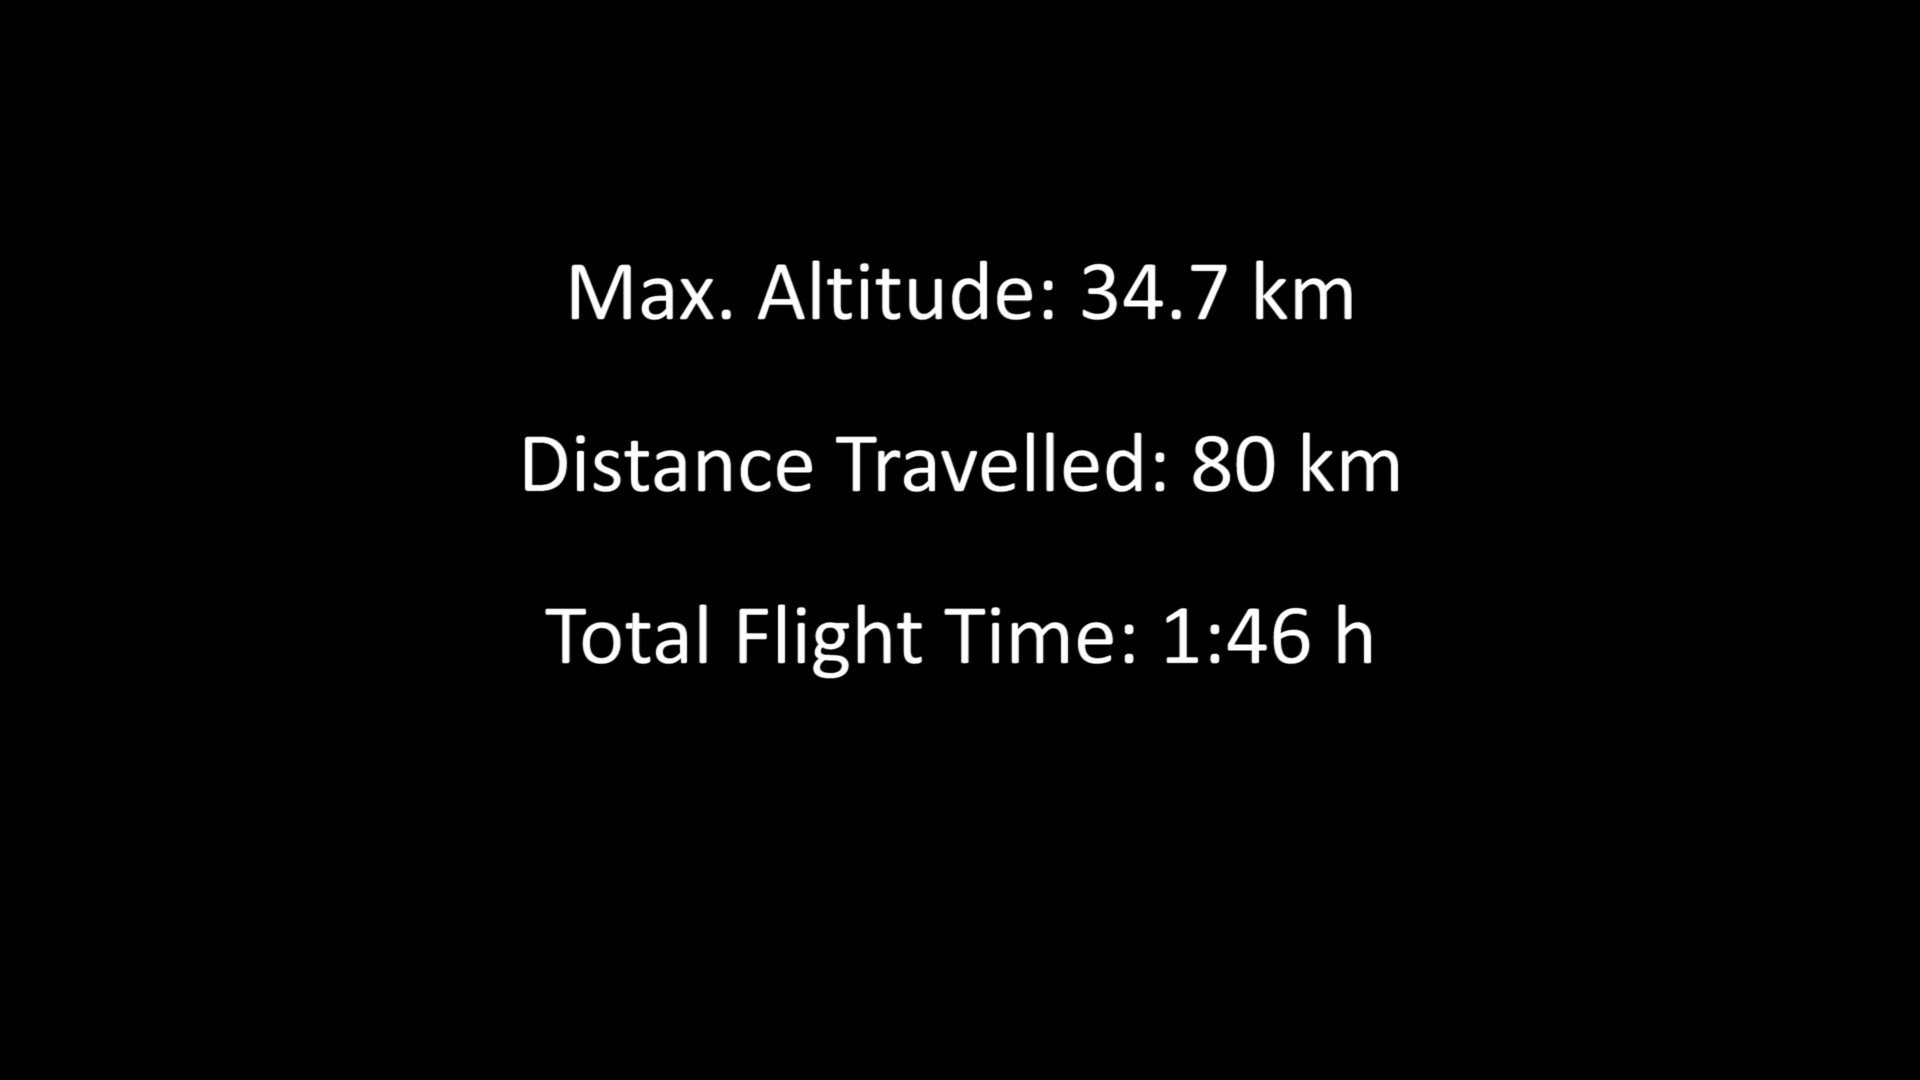 Max. Altitude: 34.7 km
Distance Travelled: 80 km
Total Flight Time: 1:46 h